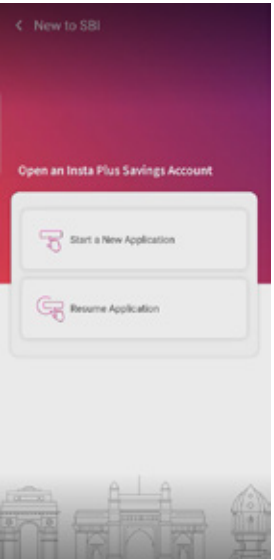 New to SBI
Open an Insta Plus Savings Account
Start a New Application
Resume Application